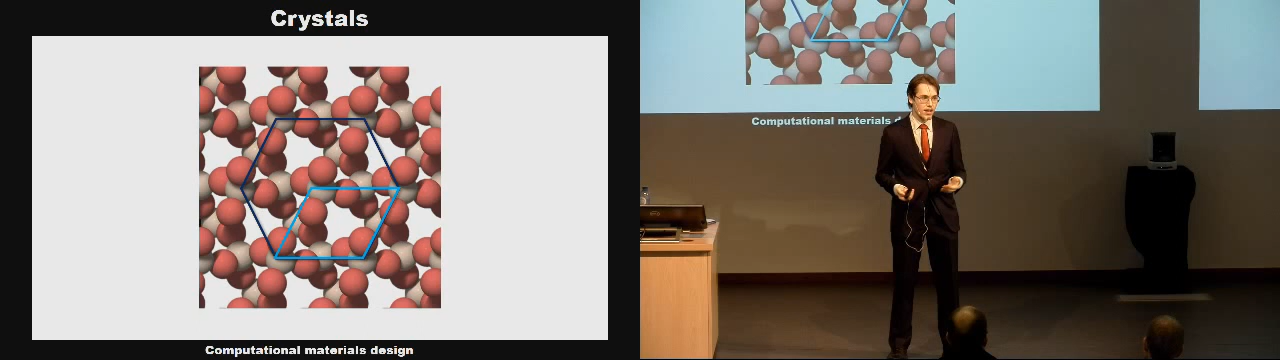 Crystals
Computational materials design
Computational materials d